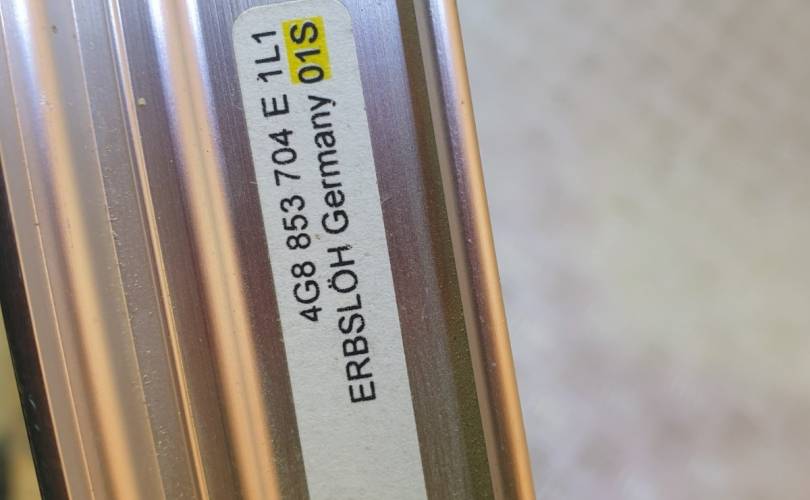 4G8 853 704 E 1L1
ERBSLÖH Germany 01S